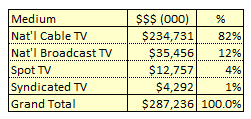 Medium $$$ (000) %
Nat'l Cable TV $234,731 82%
Nat'l Broadcast TV $35,456 12%
Spot TV $12,757 4%
Syndicated TV $4,292 1%
Grand Total $287,236 100.0%